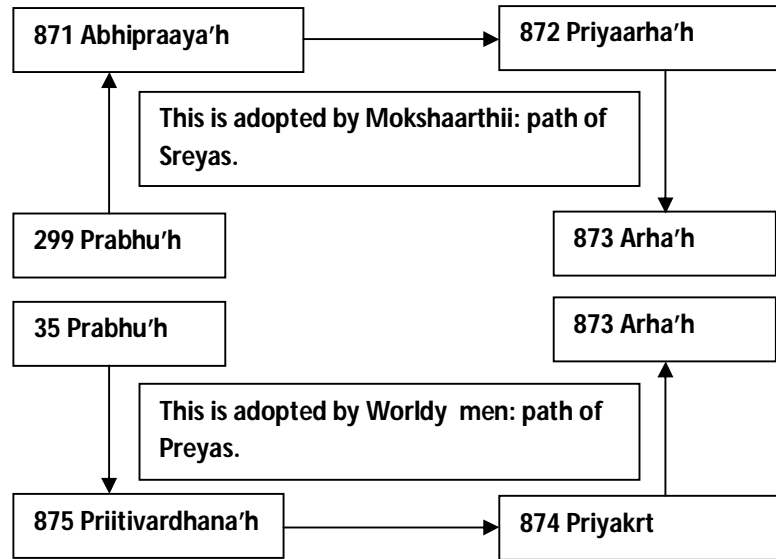 871 Abhipraaya'h
872 Priyaarha'h
This is adopted by Mokshaarthii: path of
Sreyas.
299 Prabhu'h
873 Arha'h
35 Prabhu'h
873 Arha'h
This is adopted by Worldy men: path of
Preyas.
875 Priitivardhana'h
874 Priyakrt